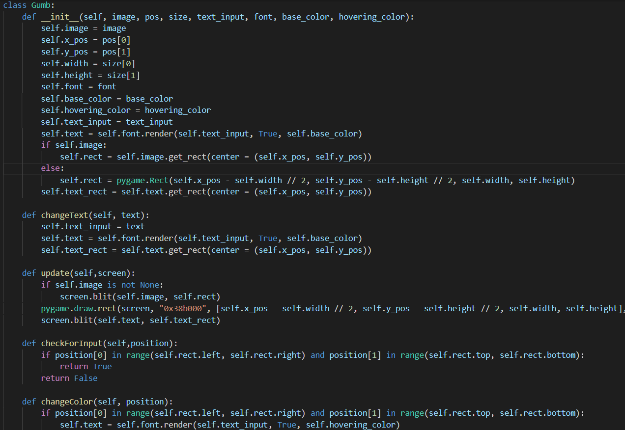 class Gumb:
    def __init__(self, image, pos, size, text_input, font, base_color, hovering_color):
        self.image = image
        self.x_pos = pos[0]
        self.y_pos = pos[1]
        self.width = size[0]
        self.height = size[1]
        self.font = font
        self.base_color = base_color
        self.hovering_color = hovering_color
        self.text_input = text_input
        self.text = self.font.render(self.text_input, True, self.base_color)
        if self.image:
            self.rect = self.image.get_rect(center = (self.x_pos, self.y_pos))
        else:
            self.rect = pygame.Rect(self.x_pos - self.width // 2, self.y_pos - self.height // 2, self.width, self.height)
        self.text_rect = self.text.get_rect(center = (self.x_pos, self.y_pos))
    def changeText(self, text):
        self.text_input = text
        self.text = self.font.render(self.text_input, True, self.base_color)
        self.text_rect = self.text.get_rect(center = (self.x_pos, self.y_pos))
    def update(self,screen):
        if self.image is not None:
            screen.blit(self.image, self.rect)
        pygame.draw.rect(screen, "0x38b000", [self.x_pos - self.width // 2, self.y_pos - self.height // 2, self.width, self.height],
        screen.blit(self.text, self.text_rect)
    def checkForInput(self,position):
        if position[0] in range(self.rect.left, self.rect.right) and position[1] in range(self.rect.top, self.rect.bottom):
            return True
        return False
    def changeColor(self, position):
        if position[0] in range(self.rect.left, self.rect.right) and position[1] in range(self.rect.top, self.rect.bottom):
            self.text = self.font.render(self.text_input, True, self.hovering_color)